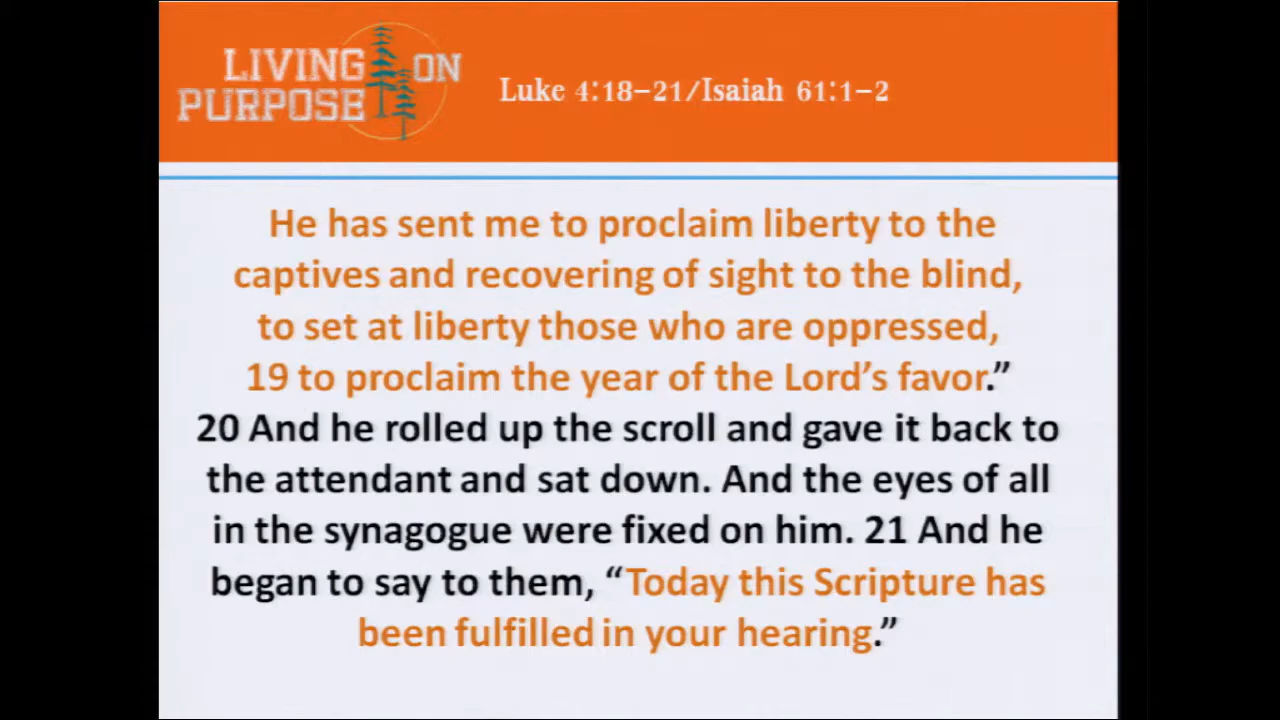 LIVING ON
PURPOSE
Luke 4:18-21/Isaiah 61:1-2
He has sent me to proclaim liberty to the
captives and recovering of sight to the blind,
to set at liberty those who are oppressed,
19 to proclaim the year of the Lord’s favor.”
20 And he rolled up the scroll and gave it back to
the attendant and sat down. And the eyes of all
in the synagogue were fixed on him. 21 And he
began to say to them, “Today this Scripture has
been fulfilled in your hearing.”